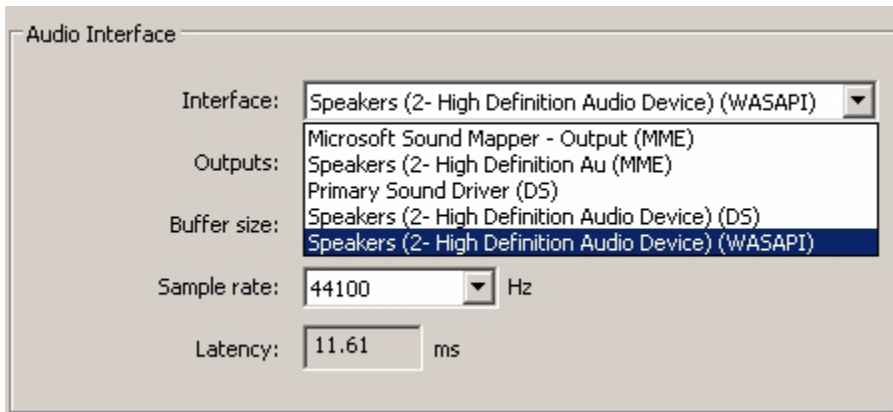 Audio Interface
Interface: Speakers (2- High Definition Audio Device) (WASAPI)
Microsoft Sound Mapper - Output (MME)
Outputs: Speakers (2- High Definition Au (MME)
Primary Sound Driver (DS)
Buffer size: Speakers (2- High Definition Audio Device) (DS)
Speakers (2- High Definition Audio Device) (WASAPI)
Sample rate: 44100 Hz
Latency: 11.61 ms